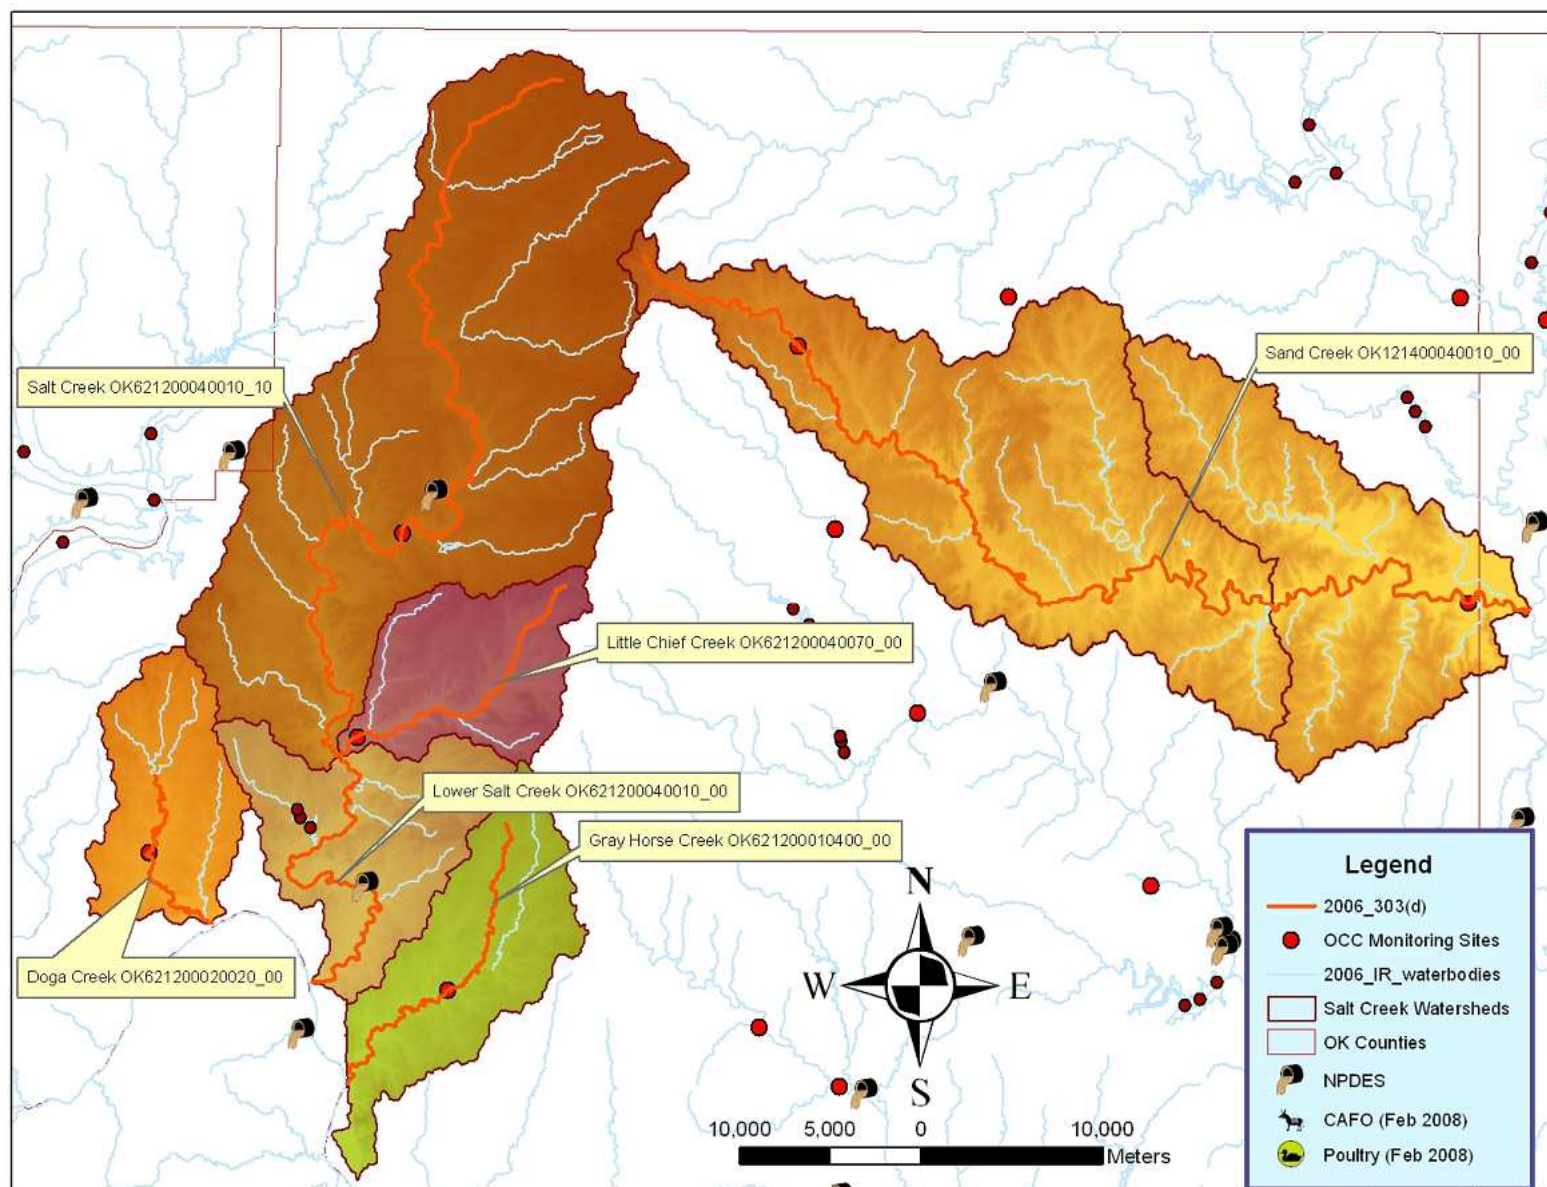 Sand Creek OK121400040010_00
Salt Creek OK621200040010_10
Little Chief Creek OK621200040070_00
Lower Salt Creek OK621200040010_00
Gray Horse Creek OK621200010400_00
Doga Creek OK621200020020_00
N
W
E
S
10,000
5,000
0
10,000
Meters
Legend
2006_303(d)
OCC Monitoring Sites
2006_IR_waterbodies
Salt Creek Watersheds
OK Counties
NPDES
CAFO (Feb 2008)
Poultry (Feb 2008)